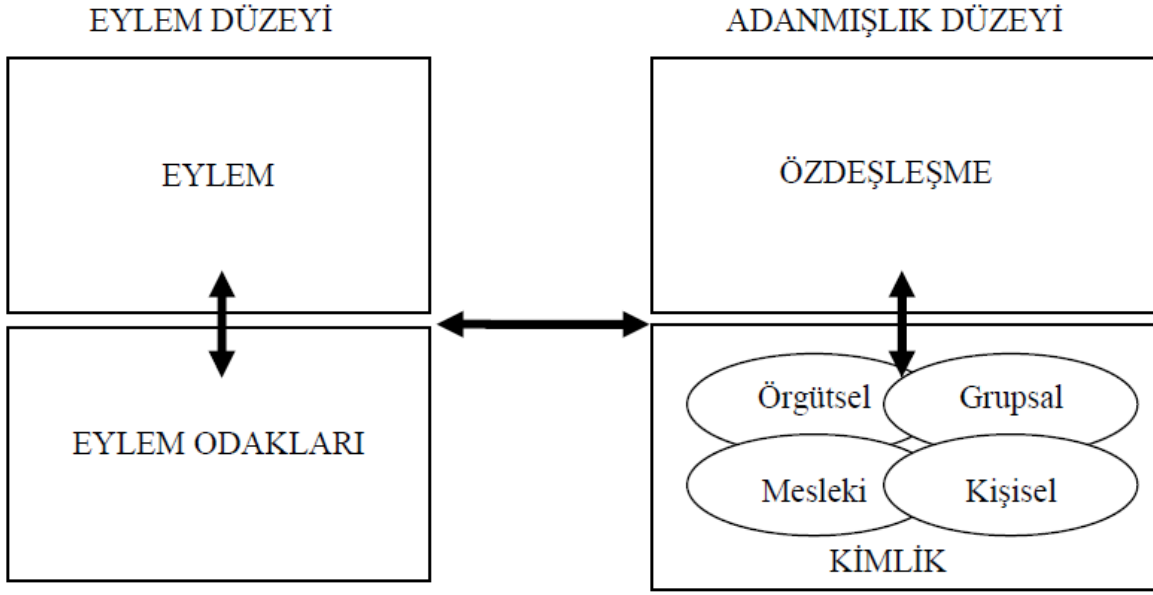 EYLEM DÜZEYİ
ADANMIŞLIK DÜZEYİ
EYLEM
ÖZDEŞLEŞME
EYLEM ODAKLARI
Örgütsel
Grupsal
Mesleki
Kişisel
KİMLİK